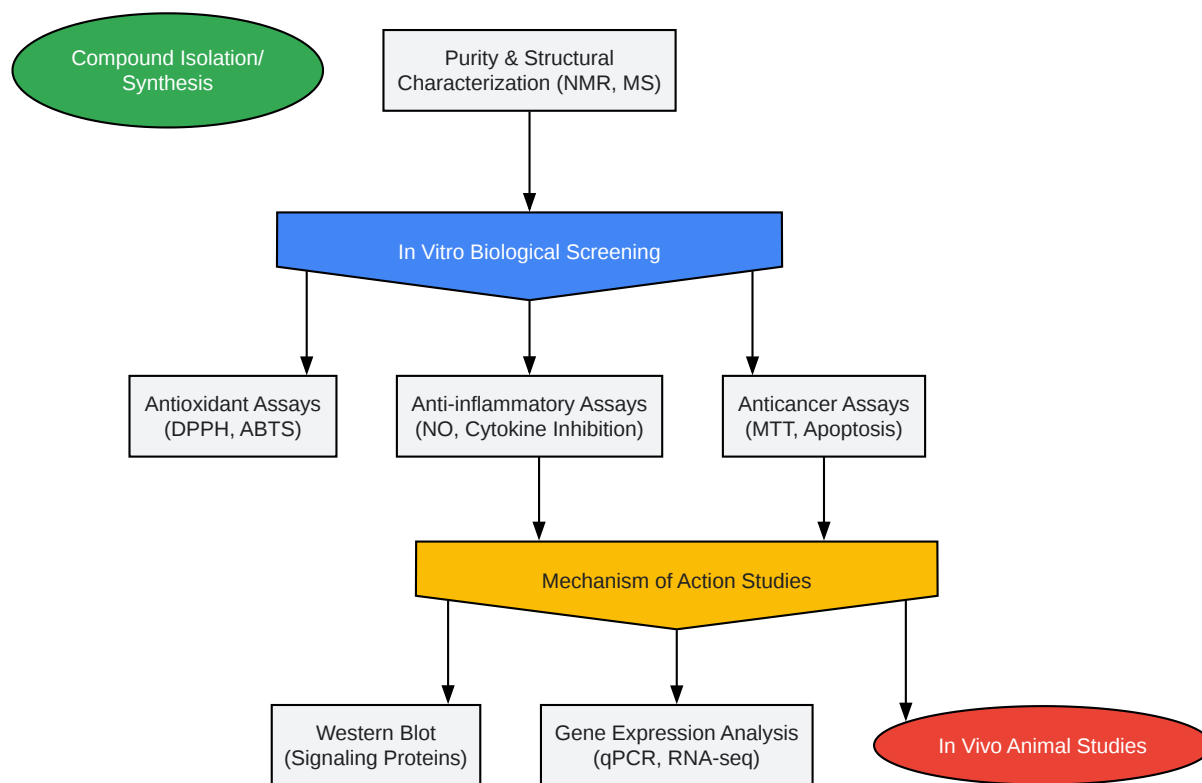 Compound Isolation/
Synthesis
Purity & Structural
Characterization (NMR, MS)
In Vitro Biological Screening
Antioxidant Assays
(DPPH, ABTS)
Anti-inflammatory Assays
(NO, Cytokine Inhibition)
Anticancer Assays
(MTT, Apoptosis)
Mechanism of Action Studies
Western Blot
(Signaling Proteins)
Gene Expression Analysis
(qPCR, RNA-seq)
In Vivo Animal Studies